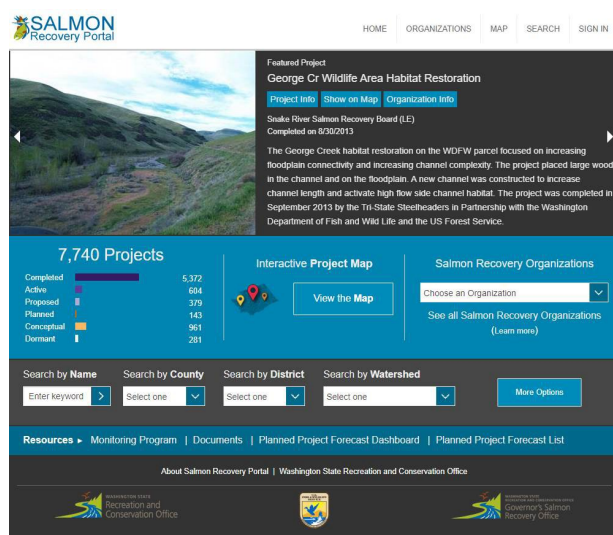 SALMON
Recovery Portal
HOME ORGANIZATIONS MAP SEARCH SIGN IN
Featured Project
George Cr Wildlife Area Habitat Restoration
Project Info Show on Map Organization Info
Snake River Salmon Recovery Board (LE)
Completed on 8/30/2013
The George Creek habitat restoration on the WDFW parcel focused on increasing
floodplain connectivity and increasing channel complexity. The project placed large wood
in the channel and on the floodplain. A new channel was constructed to increase
channel length and activate high flow side channel habitat. The project was completed in
September 2013 by the Tri-State Steelheaders in Partnership with the Washington
Department of Fish and Wild Life and the US Forest Service.
7,740 Projects
Completed 5,372
Active 604
Proposed 379
Planned 143
Conceptual 961
Dormant 281
Interactive Project Map
View the Map
Salmon Recovery Organizations
Choose an Organization
See all Salmon Recovery Organizations
(Learn more)
Search by Name Search by County Search by District Search by Watershed
Enter keyword Select one Select one Select one More Options
Resources ▸ Monitoring Program | Documents | Planned Project Forecast Dashboard | Planned Project Forecast List
About Salmon Recovery Portal | Washington State Recreation and Conservation Office
WASHINGTON STATE
Recreation and
Conservation Office
Governor's Salmon
Recovery Office